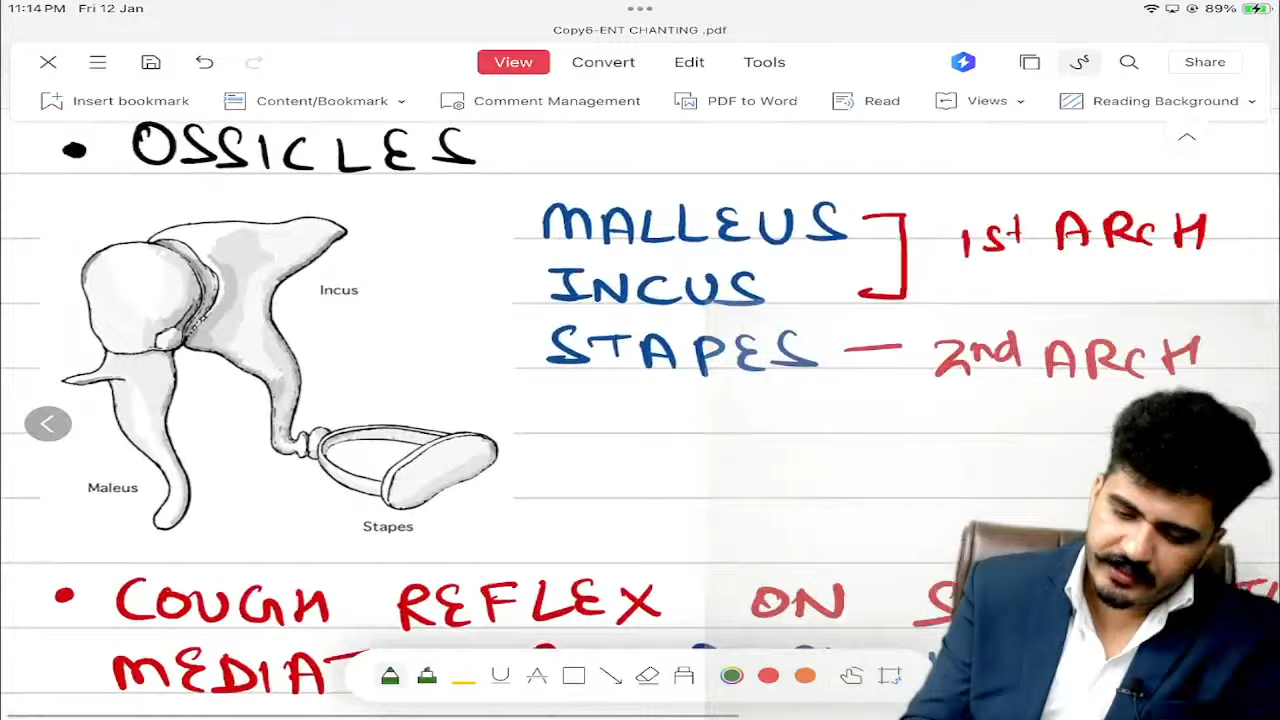 11:14 PM Fri 12 Jan
89%
Copy6-ENT CHANTING .pdf
View Convert Edit Tools Share
Insert bookmark Content/Bookmark Comment Management PDF to Word Read Views Reading Background
• OSSICLES
MALLEUS
INCUS
1st ARCH
STAPES — 2nd ARCH
Incus
Maleus
Stapes
• COUGH REFLEX ON